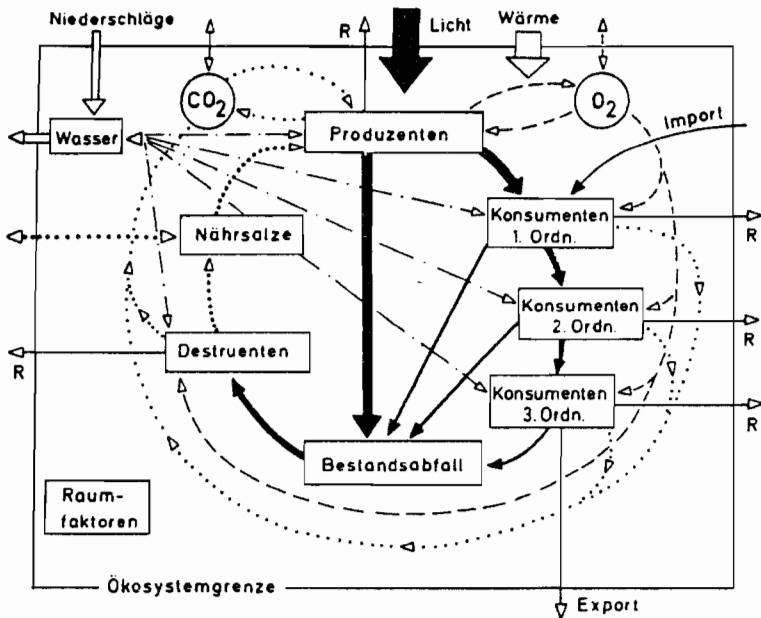 Niederschläge
R
Licht
Wärme
CO2
O2
Wasser
Produzenten
Import
Konsumenten
1. Ordn.
R
Nährsalze
Konsumenten
2. Ordn.
R
Destruenten
R
Konsumenten
3. Ordn.
R
Bestandsabfall
Raum-
faktoren
Ökosystemgrenze
Export